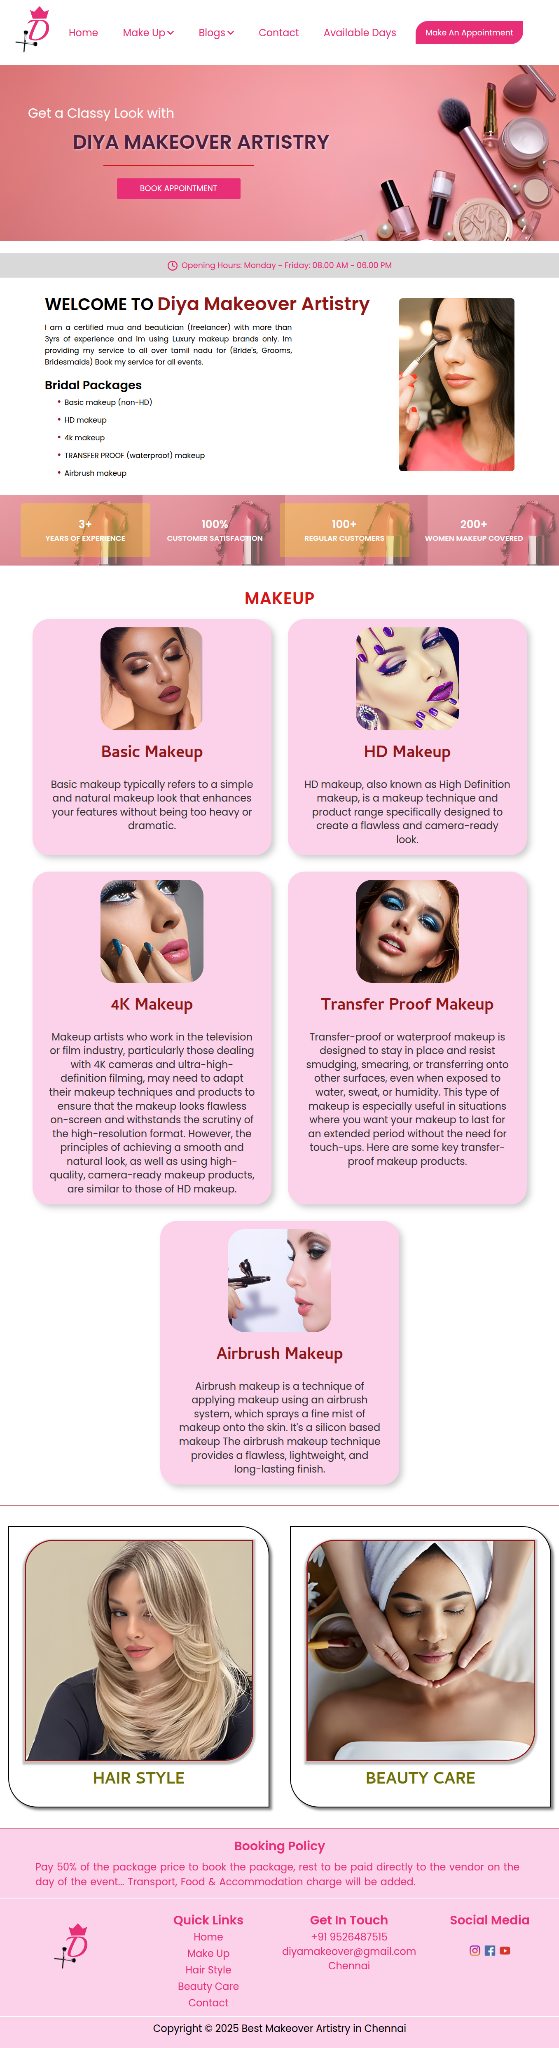 D
Home
Make Up
Blogs
Contact
Available Days
Make An Appointment
Get a Classy Look with
DIYA MAKEOVER ARTISTRY
BOOK APPOINTMENT
Opening Hours: Monday - Friday: 08.00 AM - 06.00 PM
WELCOME TO Diya Makeover Artistry
I am a certified mua and beautician (freelancer) with more than
3yrs of experience and Im using Luxury makeup brands only. Im
providing my service to all over tamil nadu for (Bride's, Grooms,
Bridesmaids) Book my service for all events.
Bridal Packages
• Basic makeup (non-HD)
• HD makeup
• 4k makeup
• TRANSFER PROOF (waterproof) makeup
• Airbrush makeup
3+
YEARS OF EXPERIENCE
100%
CUSTOMER SATISFACTION
100+
REGULAR CUSTOMERS
200+
WOMEN MAKEUP COVERED
MAKEUP
Basic Makeup
Basic makeup typically refers to a simple
and natural makeup look that enhances
your features without being too heavy or
dramatic.
HD Makeup
HD makeup, also known as High Definition
makeup, is a makeup technique and
product range specifically designed to
create a flawless and camera-ready
look.
4K Makeup
Makeup artists who work in the television
or film industry, particularly those dealing
with 4K cameras and ultra-high-
definition filming, may need to adapt
their makeup techniques and products to
ensure that the makeup looks flawless
on-screen and withstands the scrutiny of
the high-resolution format. However, the
principles of achieving a smooth and
natural look, as well as using high-
quality, camera-ready makeup products,
are similar to those of HD makeup.
Transfer Proof Makeup
Transfer-proof or waterproof makeup is
designed to stay in place and resist
smudging, smearing, or transferring onto
other surfaces, even when exposed to
water, sweat, or humidity. This type of
makeup is especially useful in situations
where you want your makeup to last for
an extended period without the need for
touch-ups. Here are some key transfer-
proof makeup products.
Airbrush Makeup
Airbrush makeup is a technique of
applying makeup using an airbrush
system, which sprays a fine mist of
makeup onto the skin. It's a silicon based
makeup The airbrush makeup technique
provides a flawless, lightweight, and
long-lasting finish.
HAIR STYLE
BEAUTY CARE
Booking Policy
Pay 50% of the package price to book the package, rest to be paid directly to the vendor on the
day of the event... Transport, Food & Accommodation charge will be added.
D
Quick Links
Home
Make Up
Hair Style
Beauty Care
Contact
Get In Touch
+91 9526487515
diyamakeover@gmail.com
Chennai
Social Media
Copyright © 2025 Best Makeover Artistry in Chennai